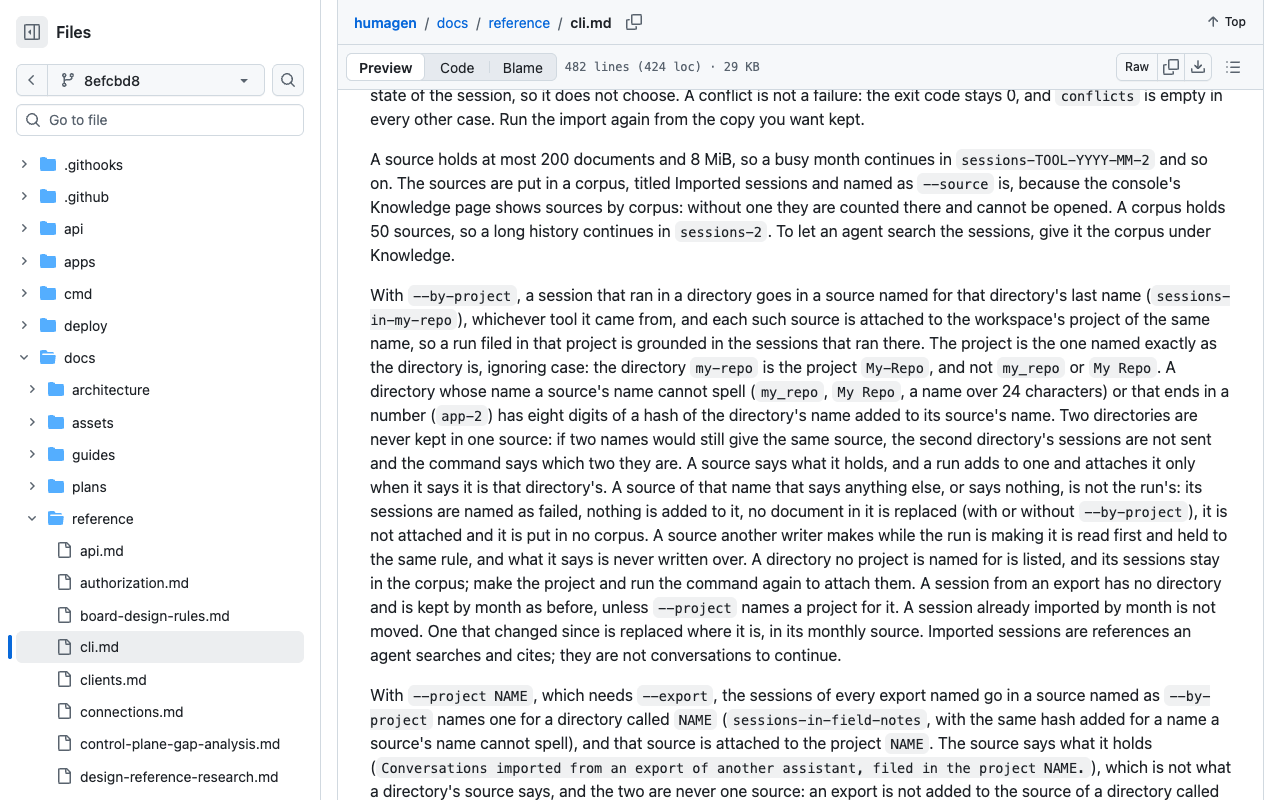 Files
humagen / docs / reference / cli.md
Top
8efcbd8
Preview
Code
Blame
482 lines (424 loc) · 29 KB
Raw
Go to file
.githooks
.github
api
apps
cmd
deploy
docs
architecture
assets
guides
plans
reference
api.md
authorization.md
board-design-rules.md
cli.md
clients.md
connections.md
control-plane-gap-analysis.md
design-reference-research.md
state of the session, so it does not choose. A conflict is not a failure: the exit code stays 0, and conflicts is empty in
every other case. Run the import again from the copy you want kept.
A source holds at most 200 documents and 8 MiB, so a busy month continues in sessions-TOOL-YYYY-MM-2 and so
on. The sources are put in a corpus, titled Imported sessions and named as --source is, because the console's
Knowledge page shows sources by corpus: without one they are counted there and cannot be opened. A corpus holds
50 sources, so a long history continues in sessions-2. To let an agent search the sessions, give it the corpus under
Knowledge.
With --by-project, a session that ran in a directory goes in a source named for that directory's last name (sessions-
in-my-repo), whichever tool it came from, and each such source is attached to the workspace's project of the same
name, so a run filed in that project is grounded in the sessions that ran there. The project is the one named exactly as
the directory is, ignoring case: the directory my-repo is the project My-Repo, and not my_repo or My Repo. A
directory whose name a source's name cannot spell (my_repo, My Repo, a name over 24 characters) or that ends in a
number (app-2) has eight digits of a hash of the directory's name added to its source's name. Two directories are
never kept in one source: if two names would still give the same source, the second directory's sessions are not sent
and the command says which two they are. A source says what it holds, and a run adds to one and attaches it only
when it says it is that directory's. A source of that name that says anything else, or says nothing, is not the run's: its
sessions are named as failed, nothing is added to it, no document in it is replaced (with or without --by-project), it is
not attached and it is put in no corpus. A source another writer makes while the run is making it is read first and held to
the same rule, and what it says is never written over. A directory no project is named for is listed, and its sessions stay
in the corpus; make the project and run the command again to attach them. A session from an export has no directory
and is kept by month as before, unless --project names a project for it. A session already imported by month is not
moved. One that changed since is replaced where it is, in its monthly source. Imported sessions are references an
agent searches and cites; they are not conversations to continue.
With --project NAME, which needs --export, the sessions of every export named go in a source named as --by-
project names one for a directory called NAME (sessions-in-field-notes, with the same hash added for a name a
source's name cannot spell), and that source is attached to the project NAME. The source says what it holds
(Conversations imported from an export of another assistant, filed in the project NAME.), which is not what
a directory's source says, and the two are never one source: an export is not added to the source of a directory called